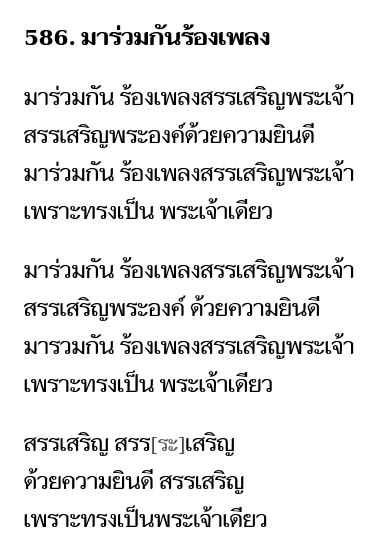 586. มาร่วมกันร้องเพลง
มาร่วมกัน ร้องเพลงสรรเสริญพระเจ้า
สรรเสริญพระองค์ด้วยความยินดี
มาร่วมกัน ร้องเพลงสรรเสริญพระเจ้า
เพราะทรงเป็น พระเจ้าเดียว
มาร่วมกัน ร้องเพลงสรรเสริญพระเจ้า
สรรเสริญพระองค์ ด้วยความยินดี
มารวมกัน ร้องเพลงสรรเสริญพระเจ้า
เพราะทรงเป็น พระเจ้าเดียว
สรรเสริญ สรร[ระ]เสริญ
ด้วยความยินดี สรรเสริญ
เพราะทรงเป็นพระเจ้าเดียว